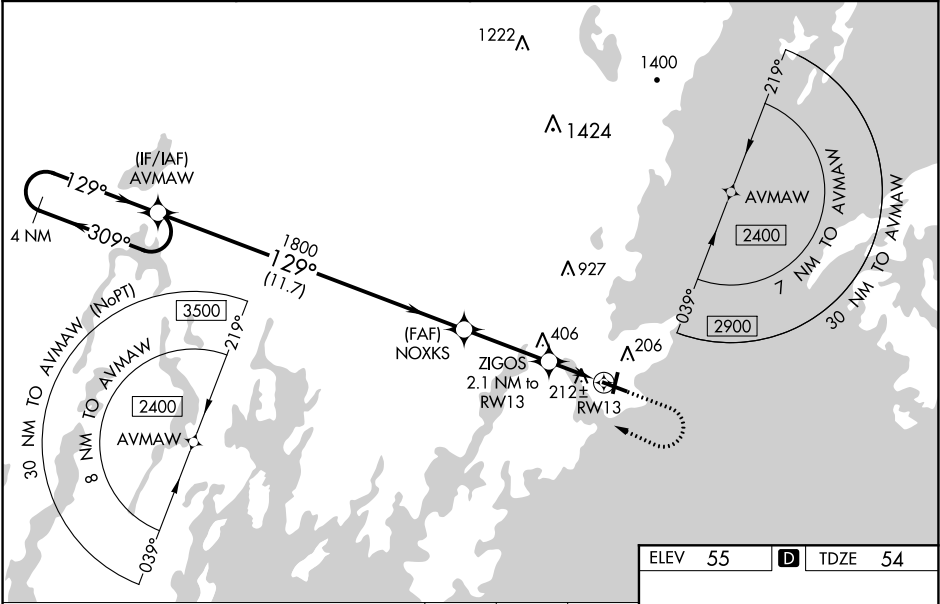 1222
1400
1424
219°
(IF/IAF)
AVMAW
129°
309°
4 NM
AVMAW
2400
7 NM TO AVMAW
30 NM TO AVMAW
1800
129°
(11.7)
927
039°
2900
3500
219°
30 NM TO AVMAW (NoPT)
8 NM TO AVMAW
2400
AVMAW
039°
(FAF)
NOXKS
406
206
ZIGOS
2.1 NM to
RW13
212±
RW13
ELEV 55 D TDZE 54